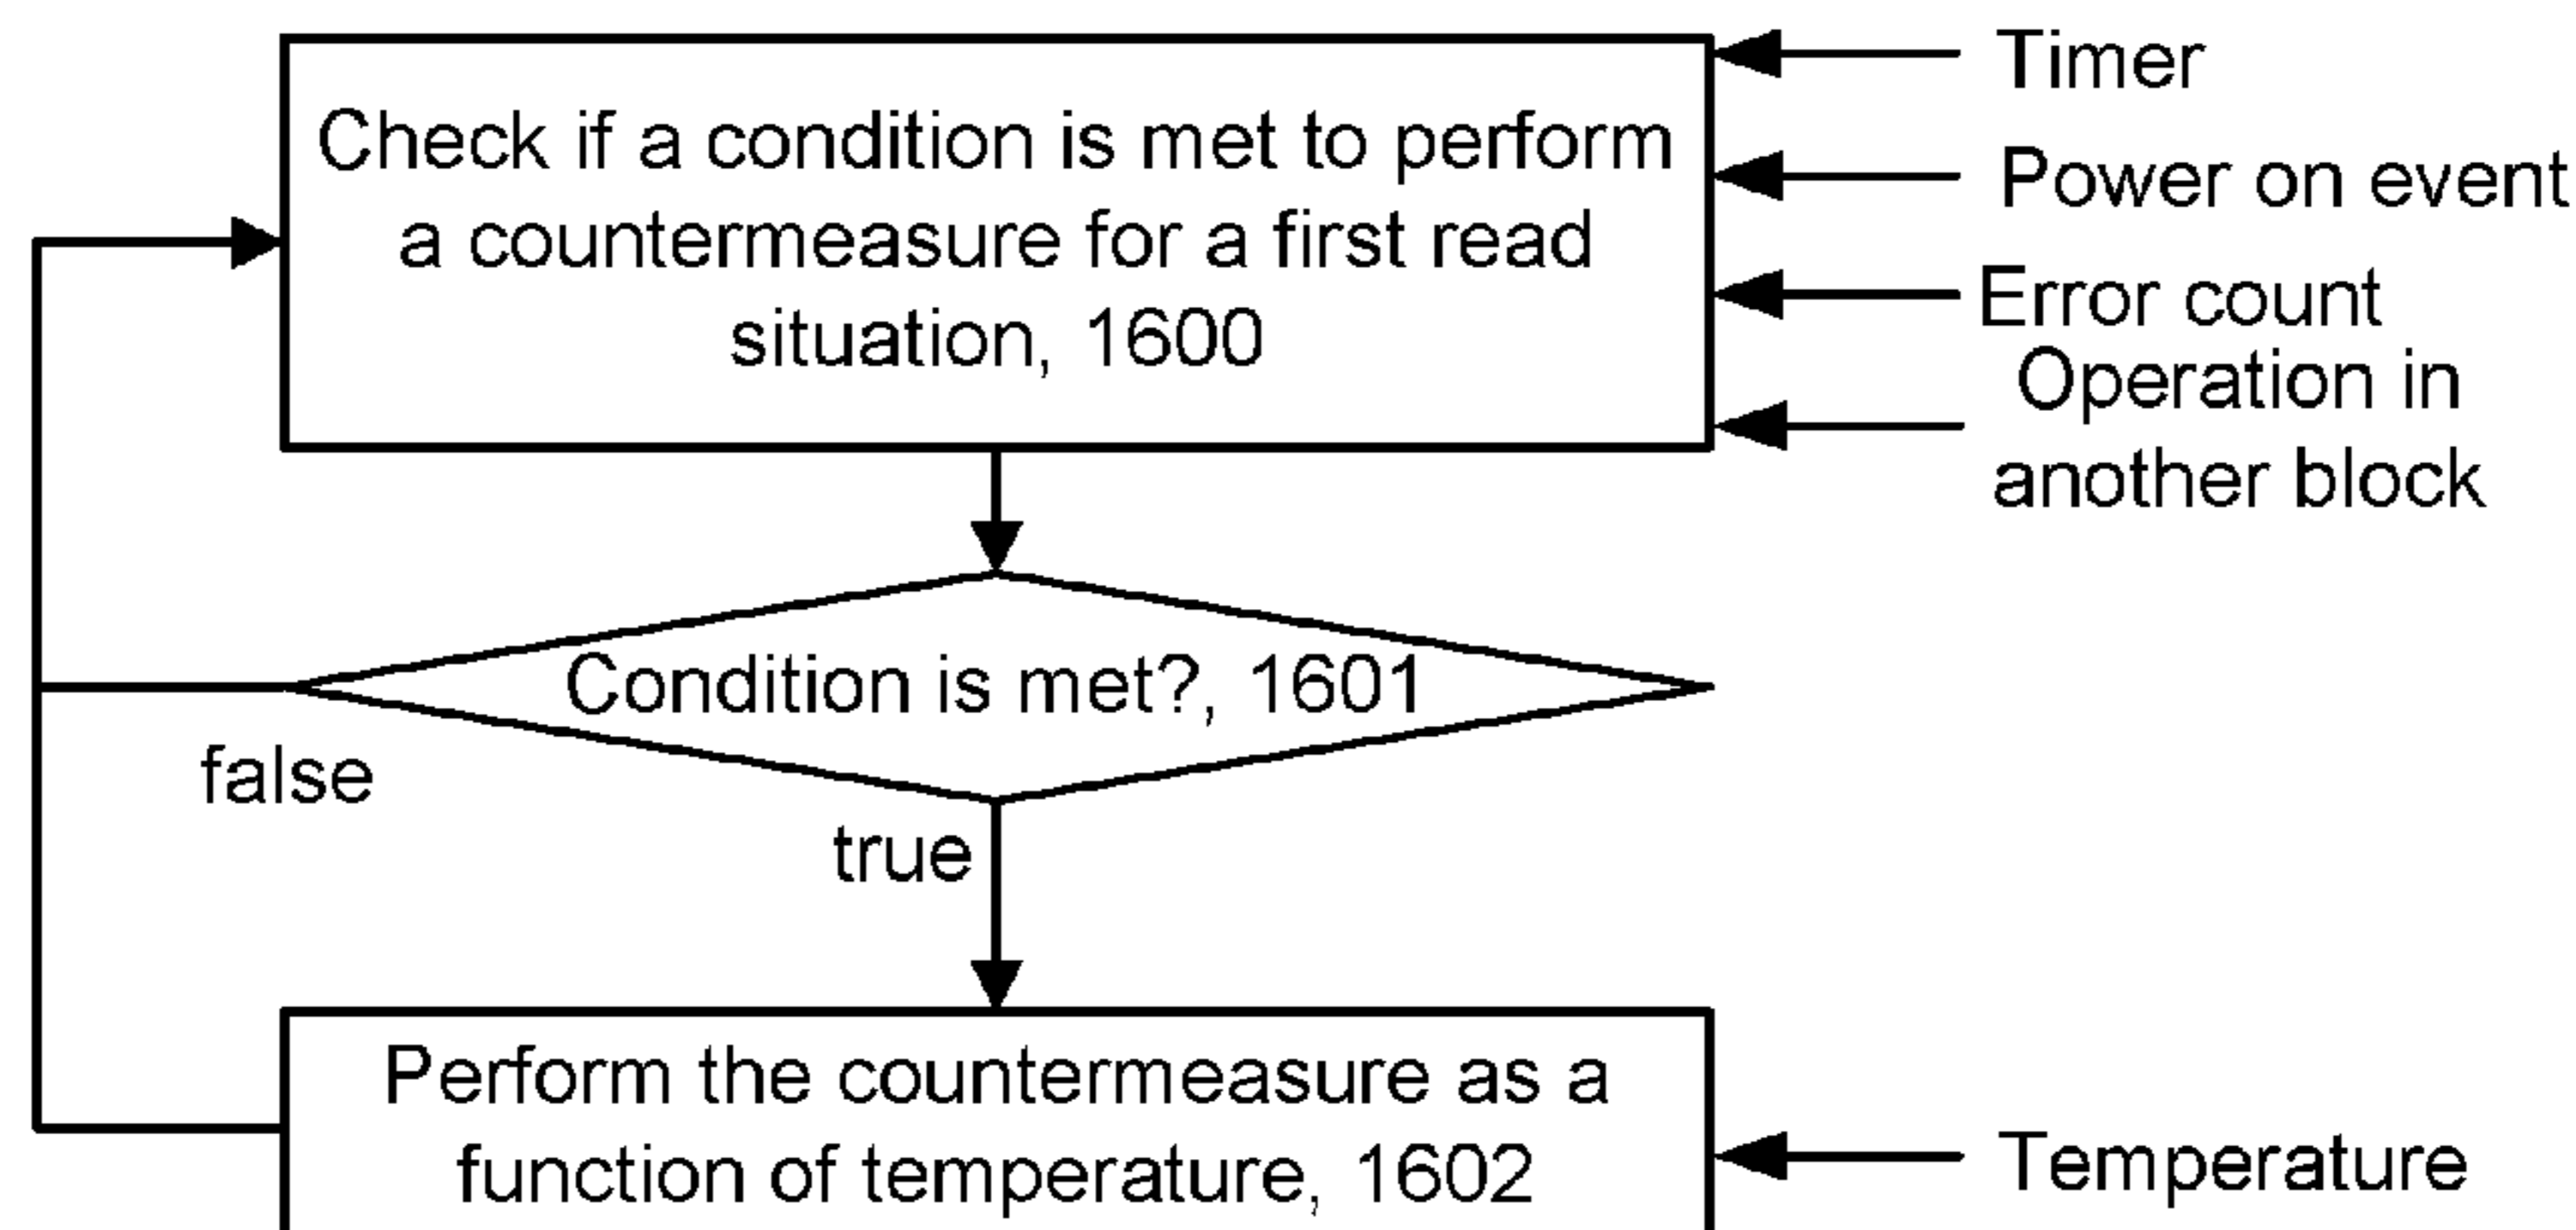 Check if a condition is met to perform
a countermeasure for a first read
situation, 1600
Timer
Power on event
Error count
Operation in
another block
Condition is met?, 1601
false
true
Perform the countermeasure as a
function of temperature, 1602
Temperature